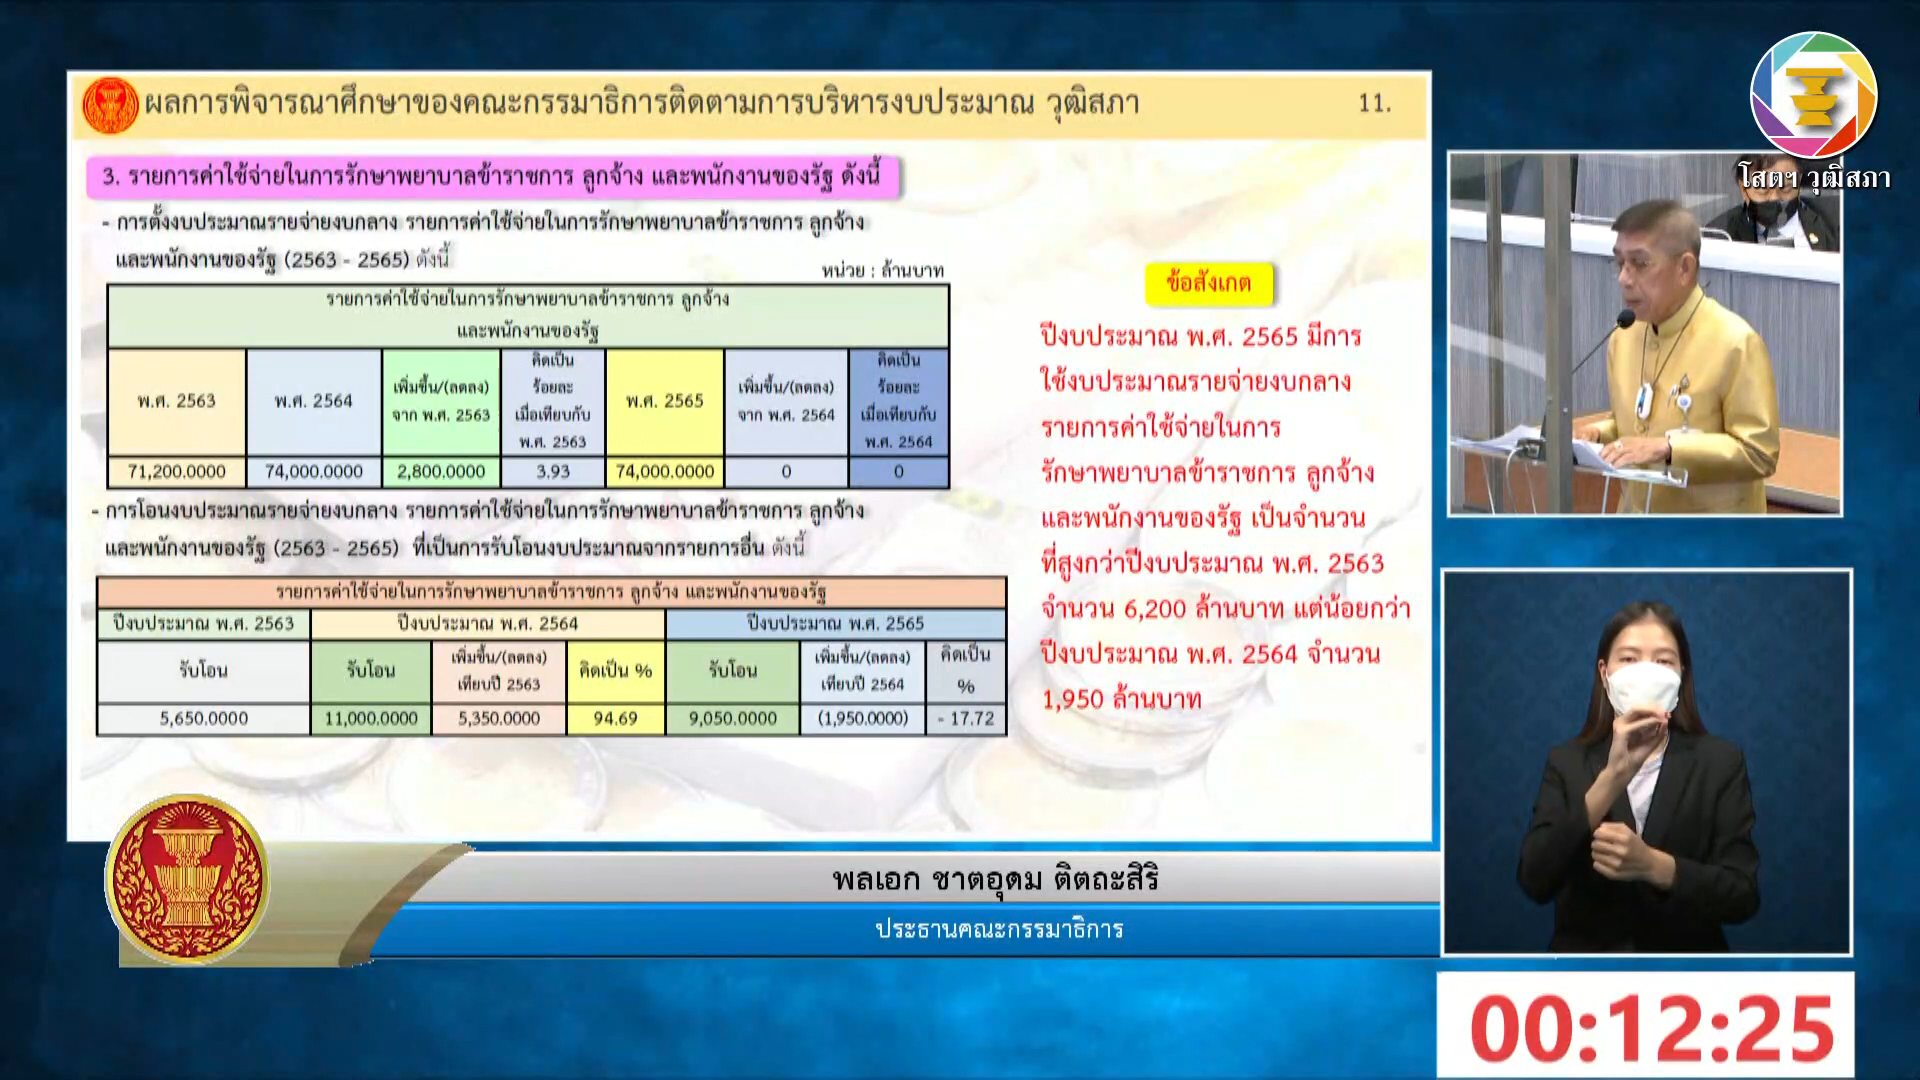 ผลการพิจารณาศึกษาของคณะกรรมาธิการติดตามการบริหารงบประมาณ วุฒิสภา
11.
3. รายการค่าใช้จ่ายในการรักษาพยาบาลข้าราชการ ลูกจ้าง และพนักงานของรัฐ ดังนี้
- การตั้งงบประมาณรายจ่ายงบกลาง รายการค่าใช้จ่ายในการรักษาพยาบาลข้าราชการ ลูกจ้าง
และพนักงานของรัฐ (2563 - 2565) ดังนี้
หน่วย : ล้านบาท
รายการค่าใช้จ่ายในการรักษาพยาบาลข้าราชการ ลูกจ้าง
และพนักงานของรัฐ
พ.ศ. 2563
พ.ศ. 2564
เพิ่มขึ้น/(ลดลง)
จาก พ.ศ. 2563
คิดเป็น
ร้อยละ
เมื่อเทียบกับ
พ.ศ. 2563
พ.ศ. 2565
เพิ่มขึ้น/(ลดลง)
จาก พ.ศ. 2564
คิดเป็น
ร้อยละ
เมื่อเทียบกับ
พ.ศ. 2564
71,200.0000 74,000.0000 2,800.0000 3.93 74,000.0000 0 0
- การโอนงบประมาณรายจ่ายงบกลาง รายการค่าใช้จ่ายในการรักษาพยาบาลข้าราชการ ลูกจ้าง
และพนักงานของรัฐ (2563 - 2565) ที่เป็นการรับโอนงบประมาณจากรายการอื่น ดังนี้
รายการค่าใช้จ่ายในการรักษาพยาบาลข้าราชการ ลูกจ้าง และพนักงานของรัฐ
ปีงบประมาณ พ.ศ. 2563 ปีงบประมาณ พ.ศ. 2564 ปีงบประมาณ พ.ศ. 2565
รับโอน
รับโอน
เพิ่มขึ้น/(ลดลง)
เทียบปี 2563
คิดเป็น %
รับโอน
เพิ่มขึ้น/(ลดลง)
เทียบปี 2564
คิดเป็น
%
5,650.0000 11,000.0000 5,350.0000 94.69 9,050.0000 (1,950.0000) - 17.72
ข้อสังเกต
ปีงบประมาณ พ.ศ. 2565 มีการ
ใช้งบประมาณรายจ่ายงบกลาง
รายการค่าใช้จ่ายในการ
รักษาพยาบาลข้าราชการ ลูกจ้าง
และพนักงานของรัฐ เป็นจำนวน
ที่สูงกว่าปีงบประมาณ พ.ศ. 2563
จำนวน 6,200 ล้านบาท แต่น้อยกว่า
ปีงบประมาณ พ.ศ. 2564 จำนวน
1,950 ล้านบาท
โสตฯ วุฒิสภา
พลเอก ชาตอุดม ติตถะสิริ
ประธานคณะกรรมาธิการ
00:12:25